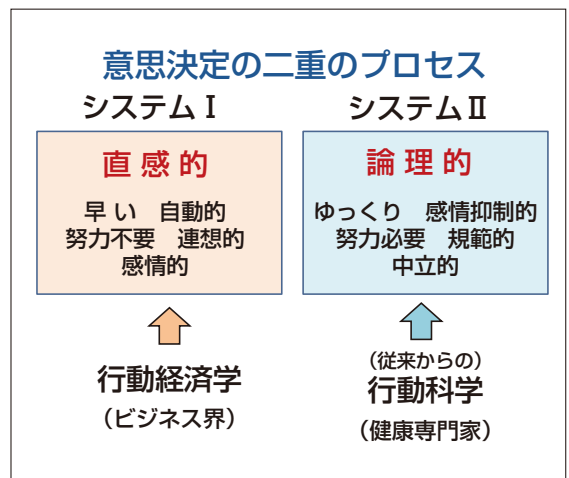 意思決定の二重のプロセス
システムⅠ
直感的
早い 自動的
努力不要 連想的
感情的
行動経済学
（ビジネス界）
システムⅡ
論理的
ゆっくり 感情抑制的
努力必要 規範的
中立的
(従来からの)
行動科学
（健康専門家）